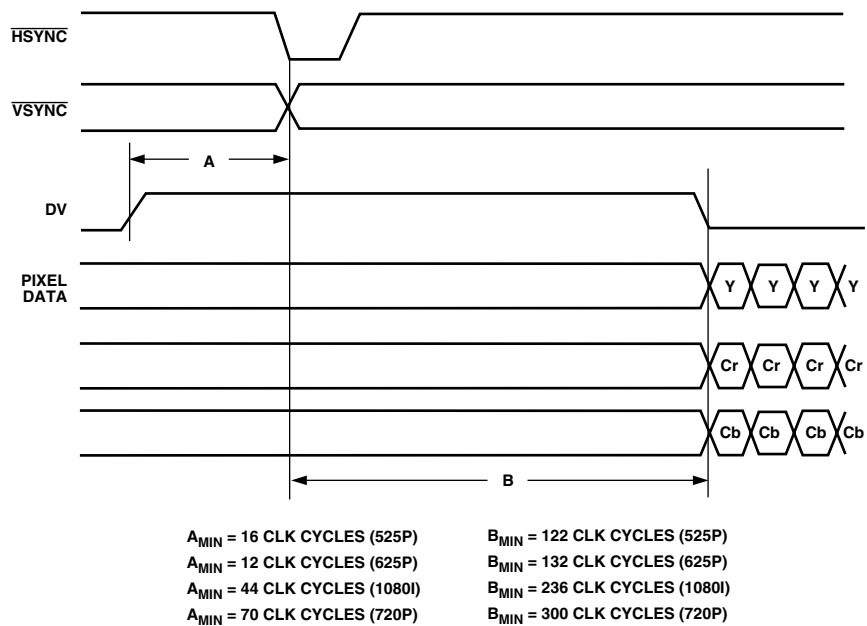 HSYNC
VSYNC
A
DV
PIXEL
DATA
Y Y Y Y
Cr Cr Cr Cr
Cb Cb Cb Cb
B
AMIN = 16 CLK CYCLES (525P)
AMIN = 12 CLK CYCLES (625P)
AMIN = 44 CLK CYCLES (1080I)
AMIN = 70 CLK CYCLES (720P)
BMIN = 122 CLK CYCLES (525P)
BMIN = 132 CLK CYCLES (625P)
BMIN = 236 CLK CYCLES (1080I)
BMIN = 300 CLK CYCLES (720P)